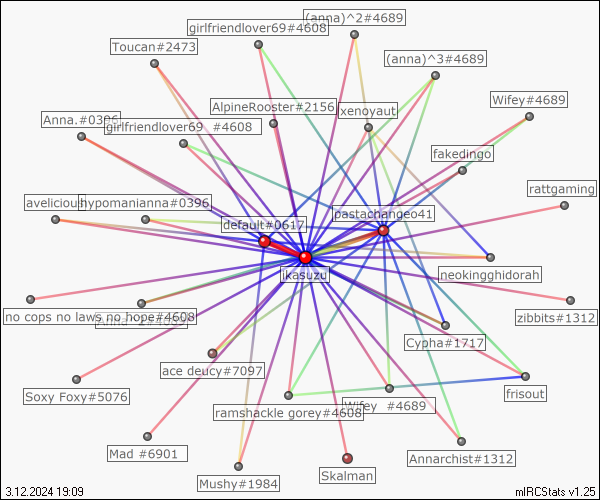 (anna)^2#4689
girlfriendlover69#4608
Toucan#2473
(anna)^3#4689
Wifey#4689
AlpineRooster#2156
xenoyaut
Anna.#0396
girlfriendlover69 #4608
fakedingo
rattgaming
avelicious
hypomanianna#0396
pastachangeo41
default#0617
ikasuzu
neokingghidorah
no cops no laws no hope#4608
zibbits#1312
Cypha#1717
ace deucy#7097
Soxy Foxy#5076
frisout
Wifey #4689
ramshackle gorey#4608
Mad #6901
Annarchist#1312
Skalman
Mushy#1984
3.12.2024 19:09
mIRCStats v1.25